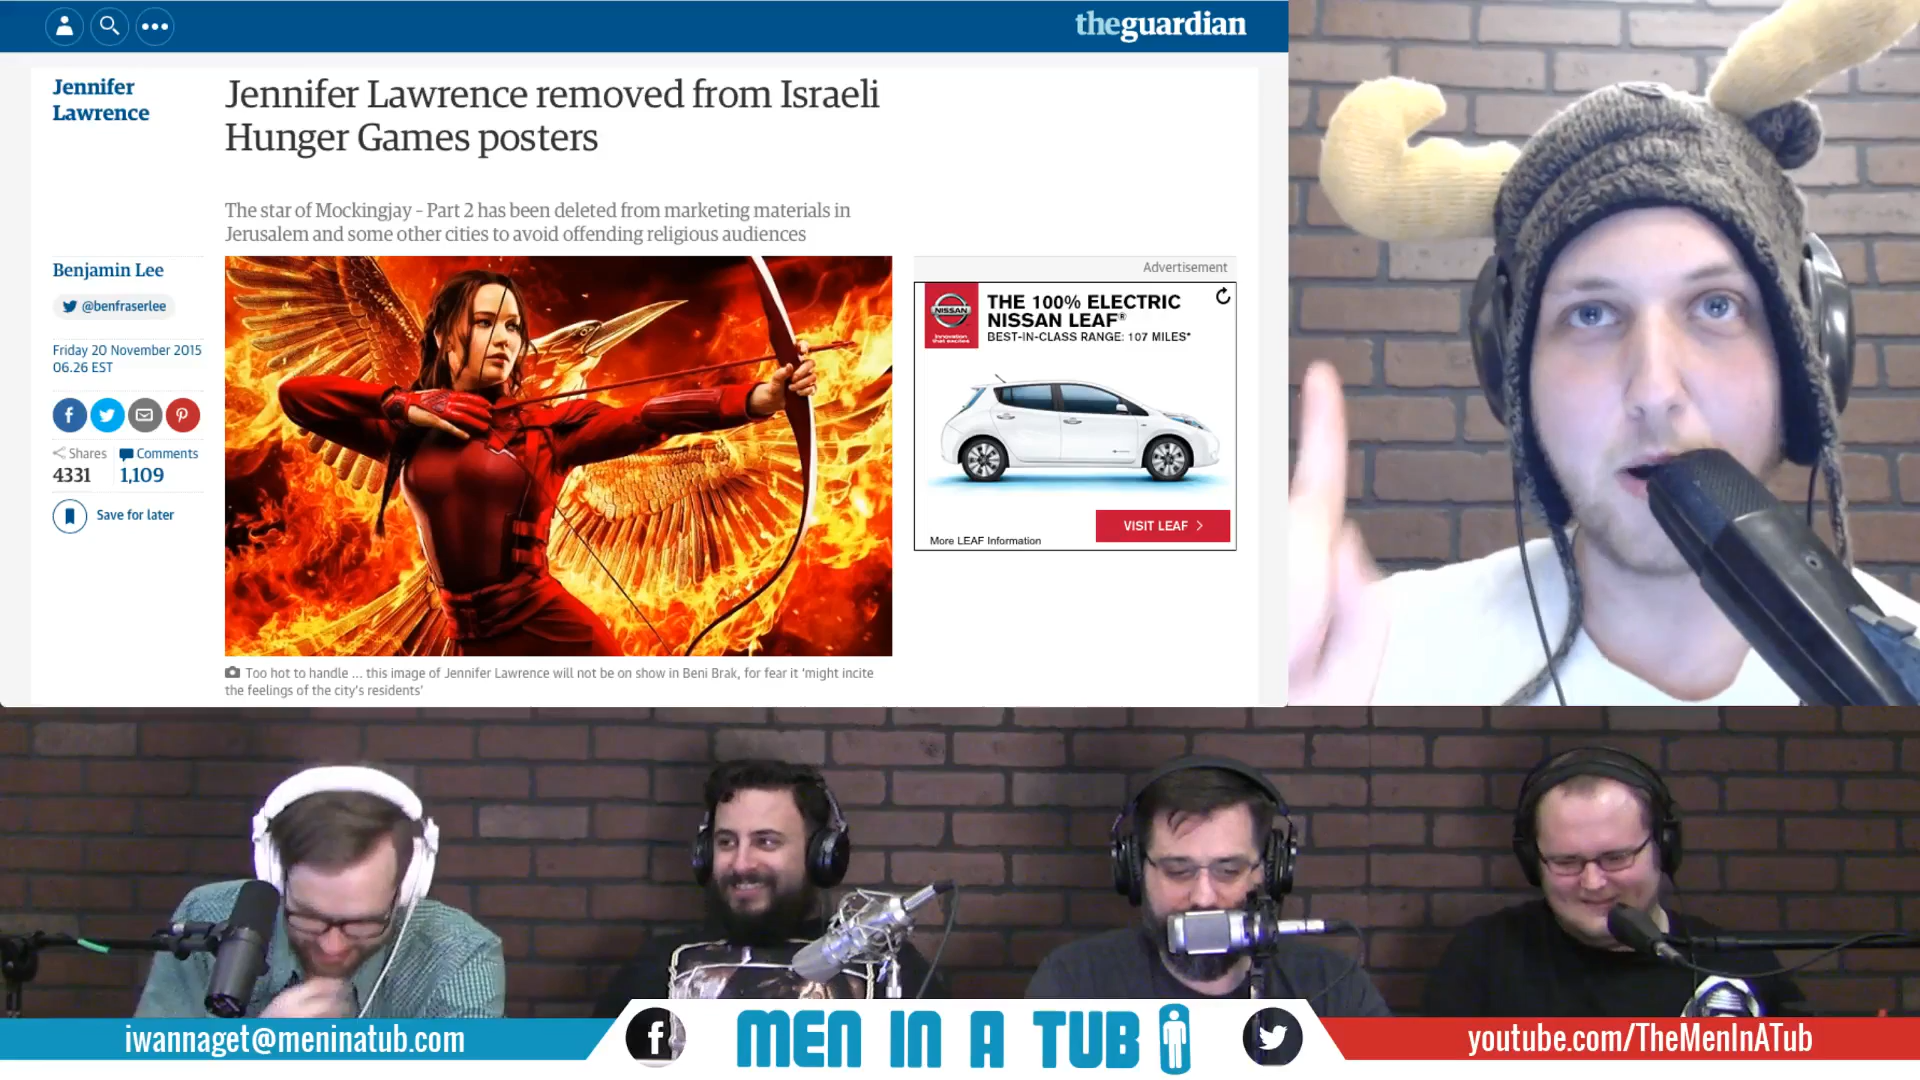 theguardian
Jennifer
Lawrence
Jennifer Lawrence removed from Israeli
Hunger Games posters
The star of Mockingjay - Part 2 has been deleted from marketing materials in
Jerusalem and some other cities to avoid offending religious audiences
Benjamin Lee
@benfraserlee
Friday 20 November 2015
06.26 EST
Shares
4331
Comments
1,109
Save for later
Advertisement
NISSAN
Innovation
that excites
THE 100% ELECTRIC
NISSAN LEAF®
BEST-IN-CLASS RANGE: 107 MILES*
More LEAF Information
VISIT LEAF >
Too hot to handle ... this image of Jennifer Lawrence will not be on show in Beni Brak, for fear it 'might incite
the feelings of the city's residents'
iwannaget@meninatub.com
MEN IN A TUB
youtube.com/TheMenInATub